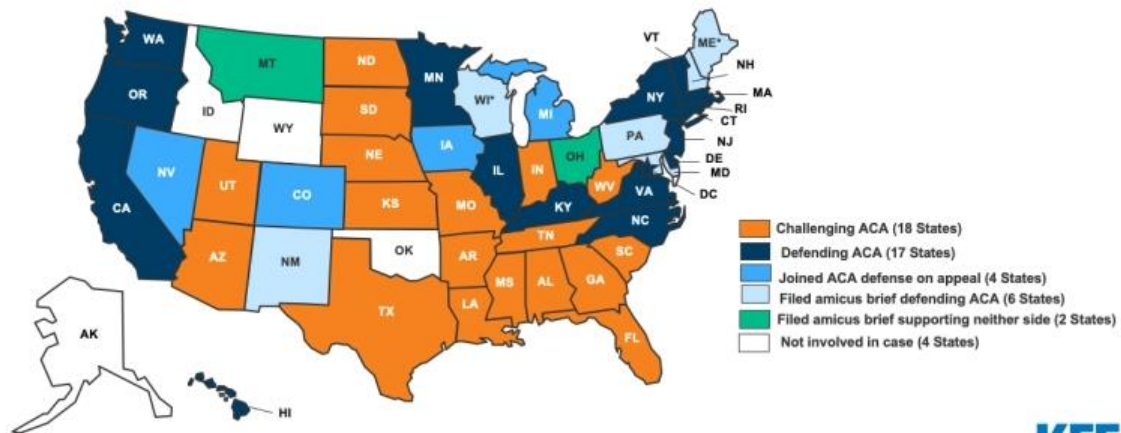 WA
MT
ND
MN
VT
ME*
NH
OR
ID
SD
WI*
MI
NY
MA
RI
CT
WY
IA
PA
NJ
NE
OH
DE
MD
NV
UT
CO
IL
IN
WV
VA
DC
CA
KS
MO
KY
NC
OK
TN
AZ
NM
AR
SC
TX
MS
AL
GA
LA
FL
AK
HI
Challenging ACA (18 States)
Defending ACA (17 States)
Joined ACA defense on appeal (4 States)
Filed amicus brief defending ACA (6 States)
Filed amicus brief supporting neither side (2 States)
Not involved in case (4 States)